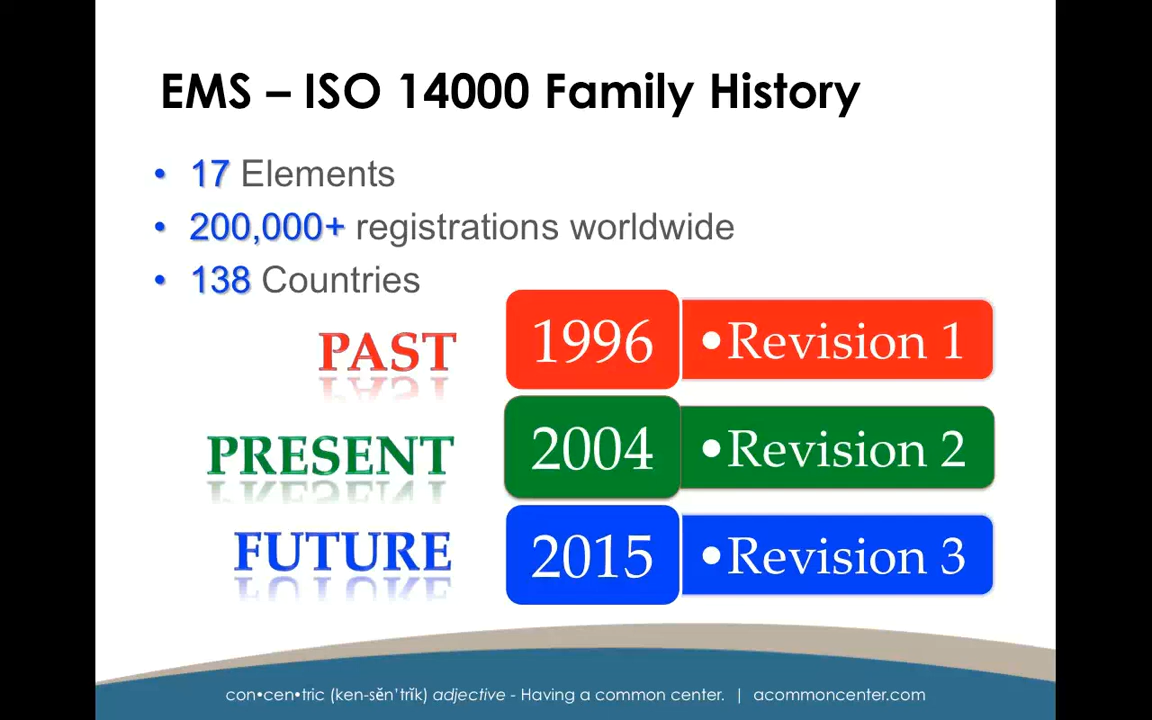 EMS – ISO 14000 Family History
• 17 Elements
• 200,000+ registrations worldwide
• 138 Countries
PAST 1996 •Revision 1
PRESENT 2004 •Revision 2
FUTURE 2015 •Revision 3
con•cen•tric (ken-sĕn'trĭk) adjective - Having a common center. | acommoncenter.com